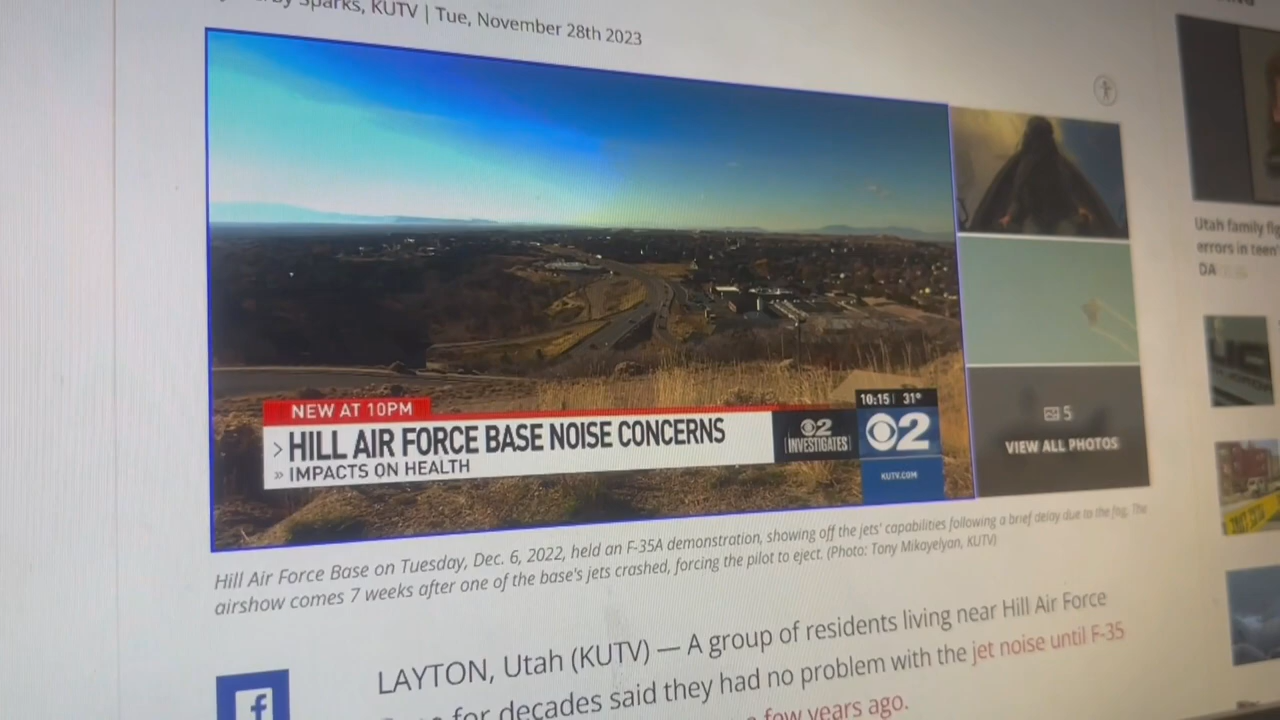 Sparks, KUTV | Tue, November 28th 2023
NEW AT 10PM
> HILL AIR FORCE BASE NOISE CONCERNS
» IMPACTS ON HEALTH
2
INVESTIGATES
10:15 31°
2
KUTV.COM
5
VIEW ALL PHOTOS
Hill Air Force Base on Tuesday, Dec. 6, 2022, held an F-35A demonstration, showing off the jets' capabilities following a brief delay due to the fog. The
airshow comes 7 weeks after one of the base's jets crashed, forcing the pilot to eject. (Photo: Tony Mikayelyan, KUTV)
f
LAYTON, Utah (KUTV) — A group of residents living near Hill Air Force
for decades said they had no problem with the jet noise until F-35
few years ago.
Utah family
errors in teen'
DA